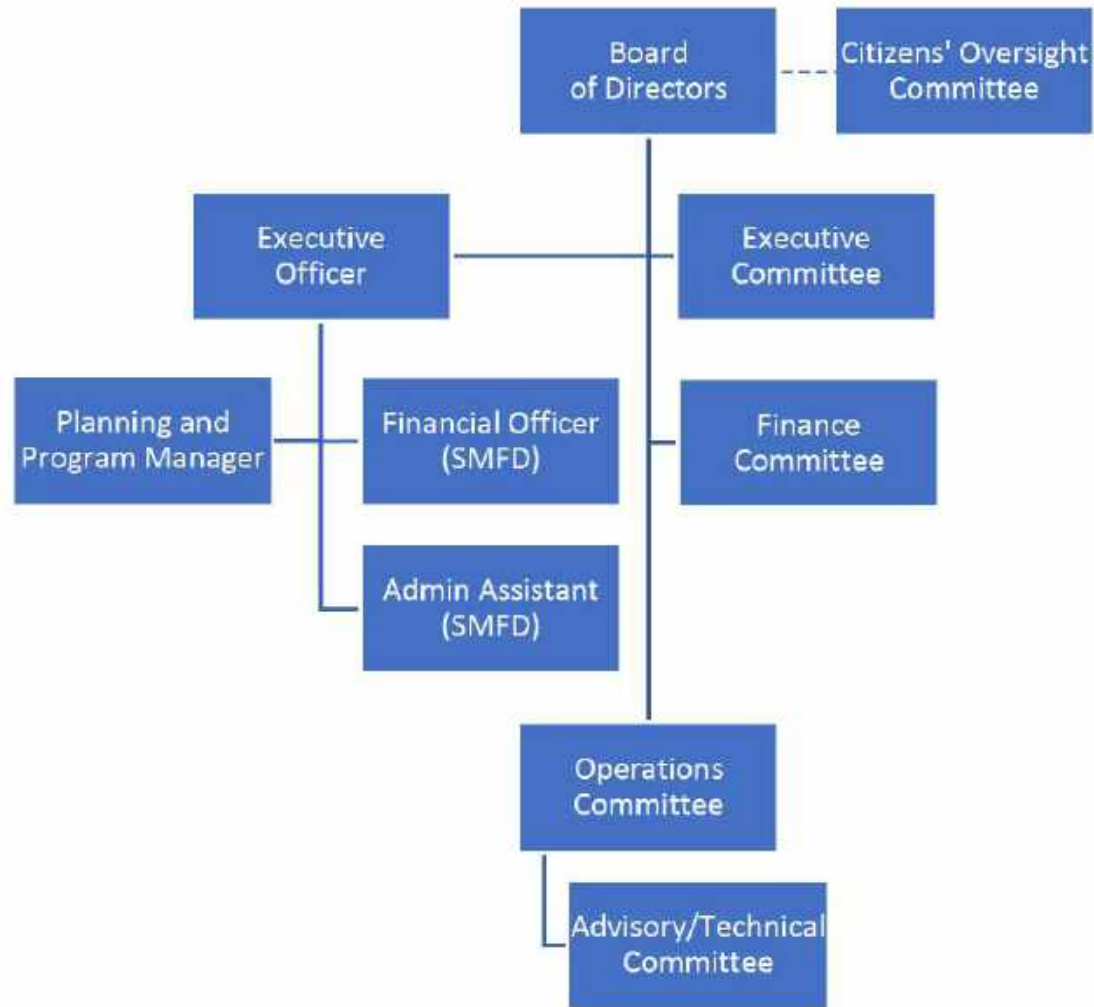 Board
of Directors
Citizens' Oversight
Committee
Executive
Officer
Executive
Committee
Planning and
Program Manager
Financial Officer
(SMFD)
Finance
Committee
Admin Assistant
(SMFD)
Operations
Committee
Advisory/Technical
Committee